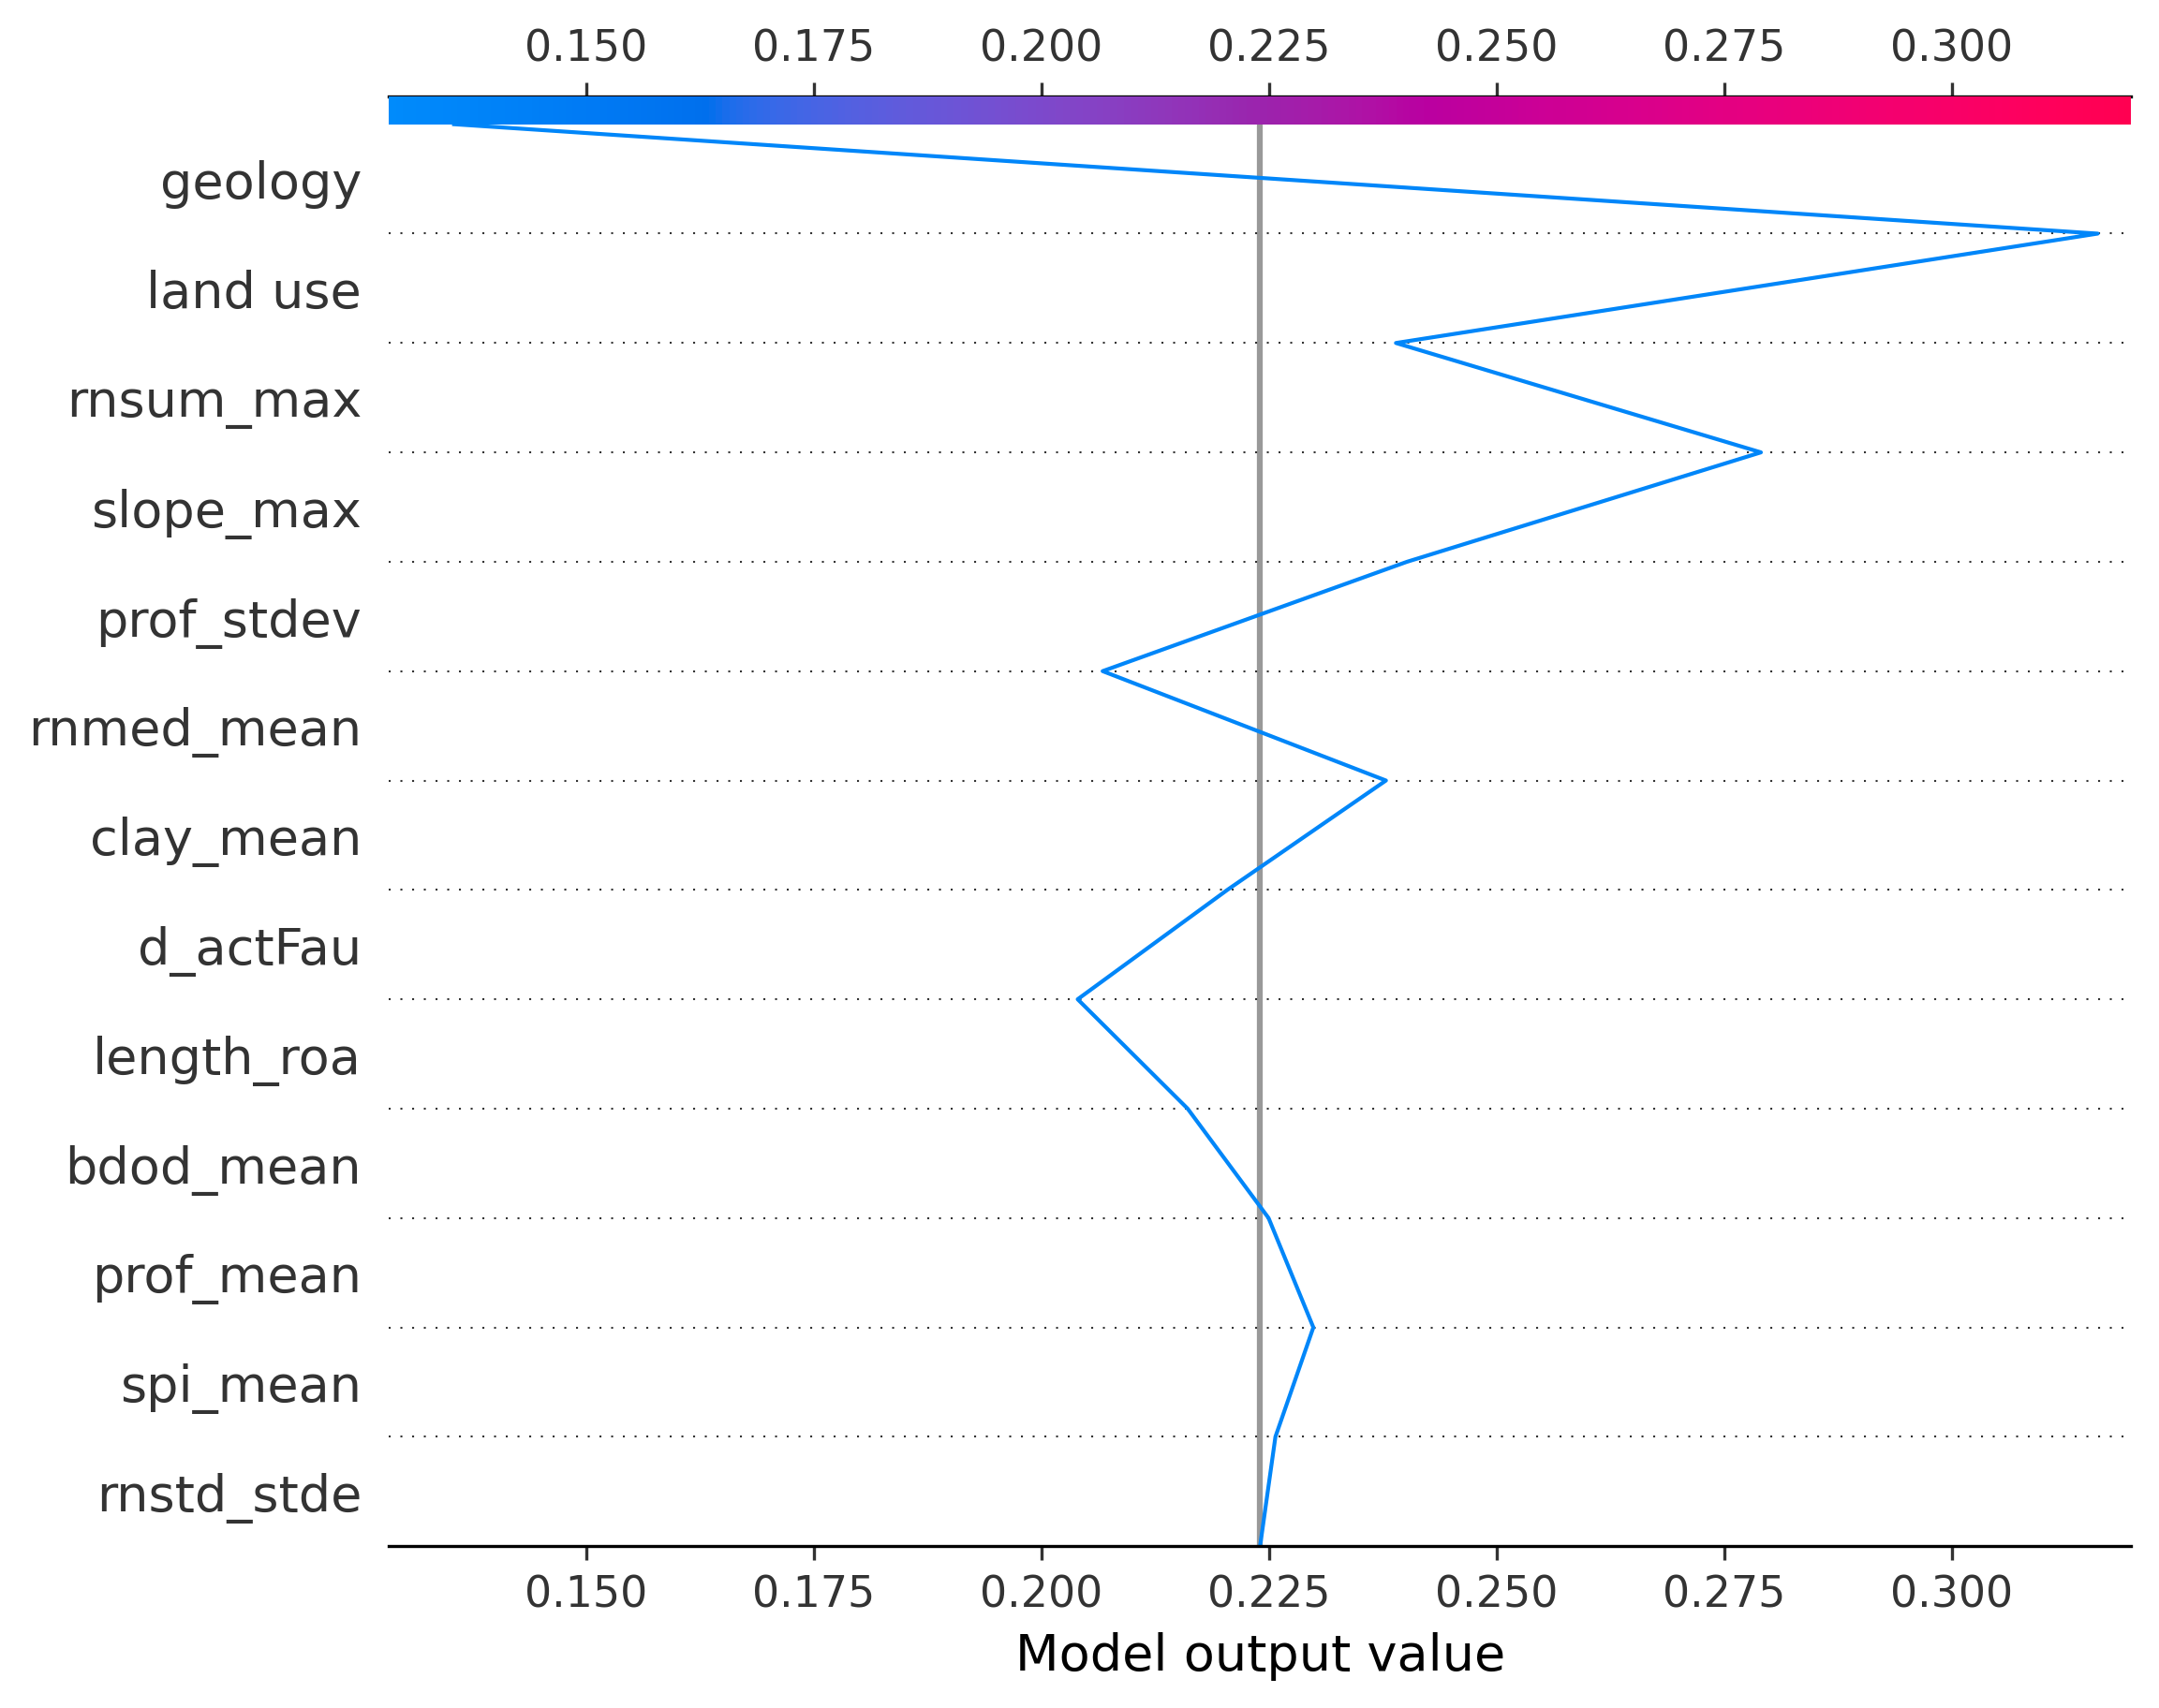 0.150 0.175 0.200 0.225 0.250 0.275 0.300
geology
land use
rnsum_max
slope_max
prof_stdev
rnmed_mean
clay_mean
d_actFau
length_roa
bdod_mean
prof_mean
spi_mean
rnstd_stde
0.150 0.175 0.200 0.225 0.250 0.275 0.300
Model output value